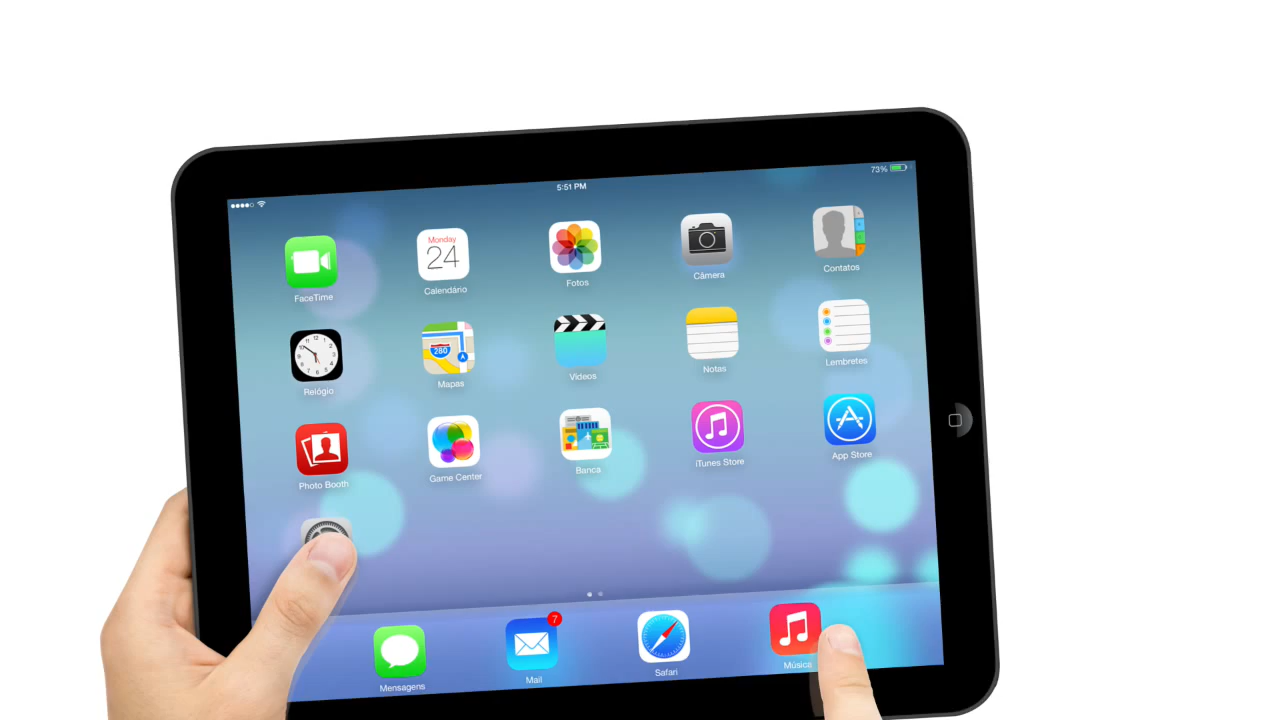 5:51 PM
73%
Monday
24
FaceTime
Calendário
Fotos
Câmera
Contatos
280
Relógio
Mapas
Vídeos
Notas
Lembretes
Photo Booth
Game Center
Banca
iTunes Store
App Store
7
Mensagens
Mail
Safari
Música